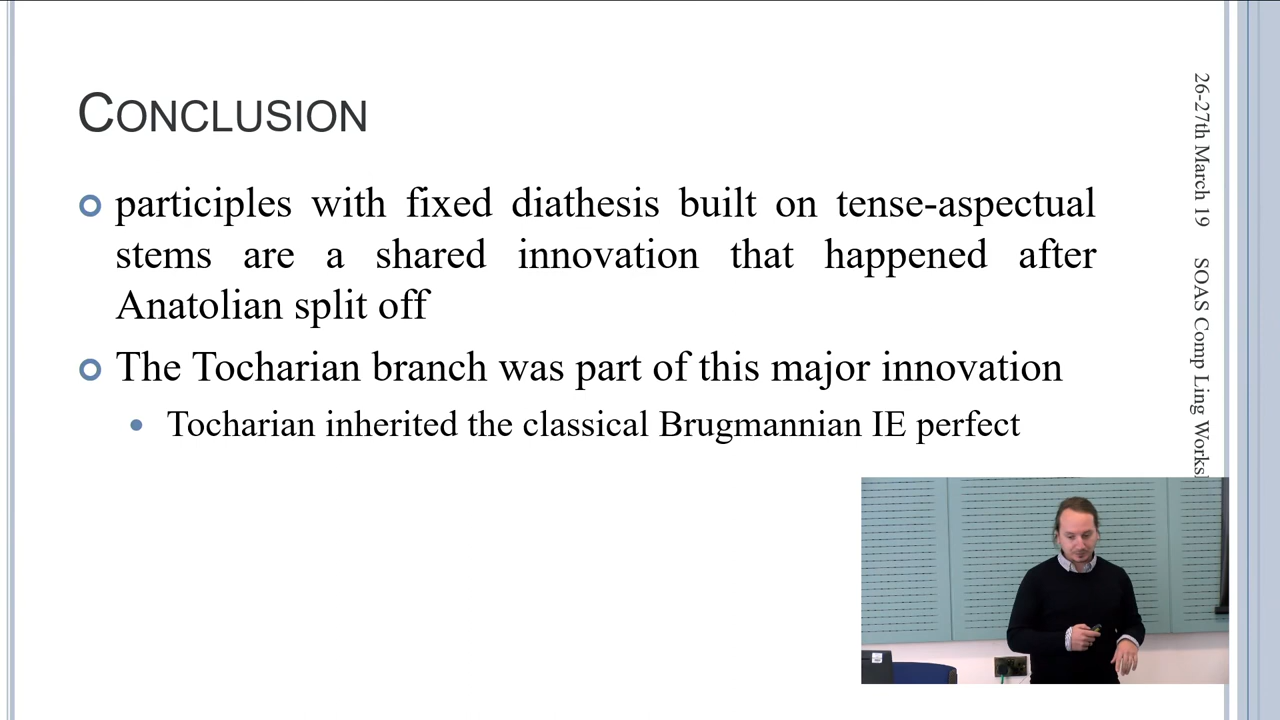 CONCLUSION
participles with fixed diathesis built on tense-aspectual
stems are a shared innovation that happened after
Anatolian split off
The Tocharian branch was part of this major innovation
Tocharian inherited the classical Brugmannian IE perfect
26-27th March 19 SOAS Comp Ling